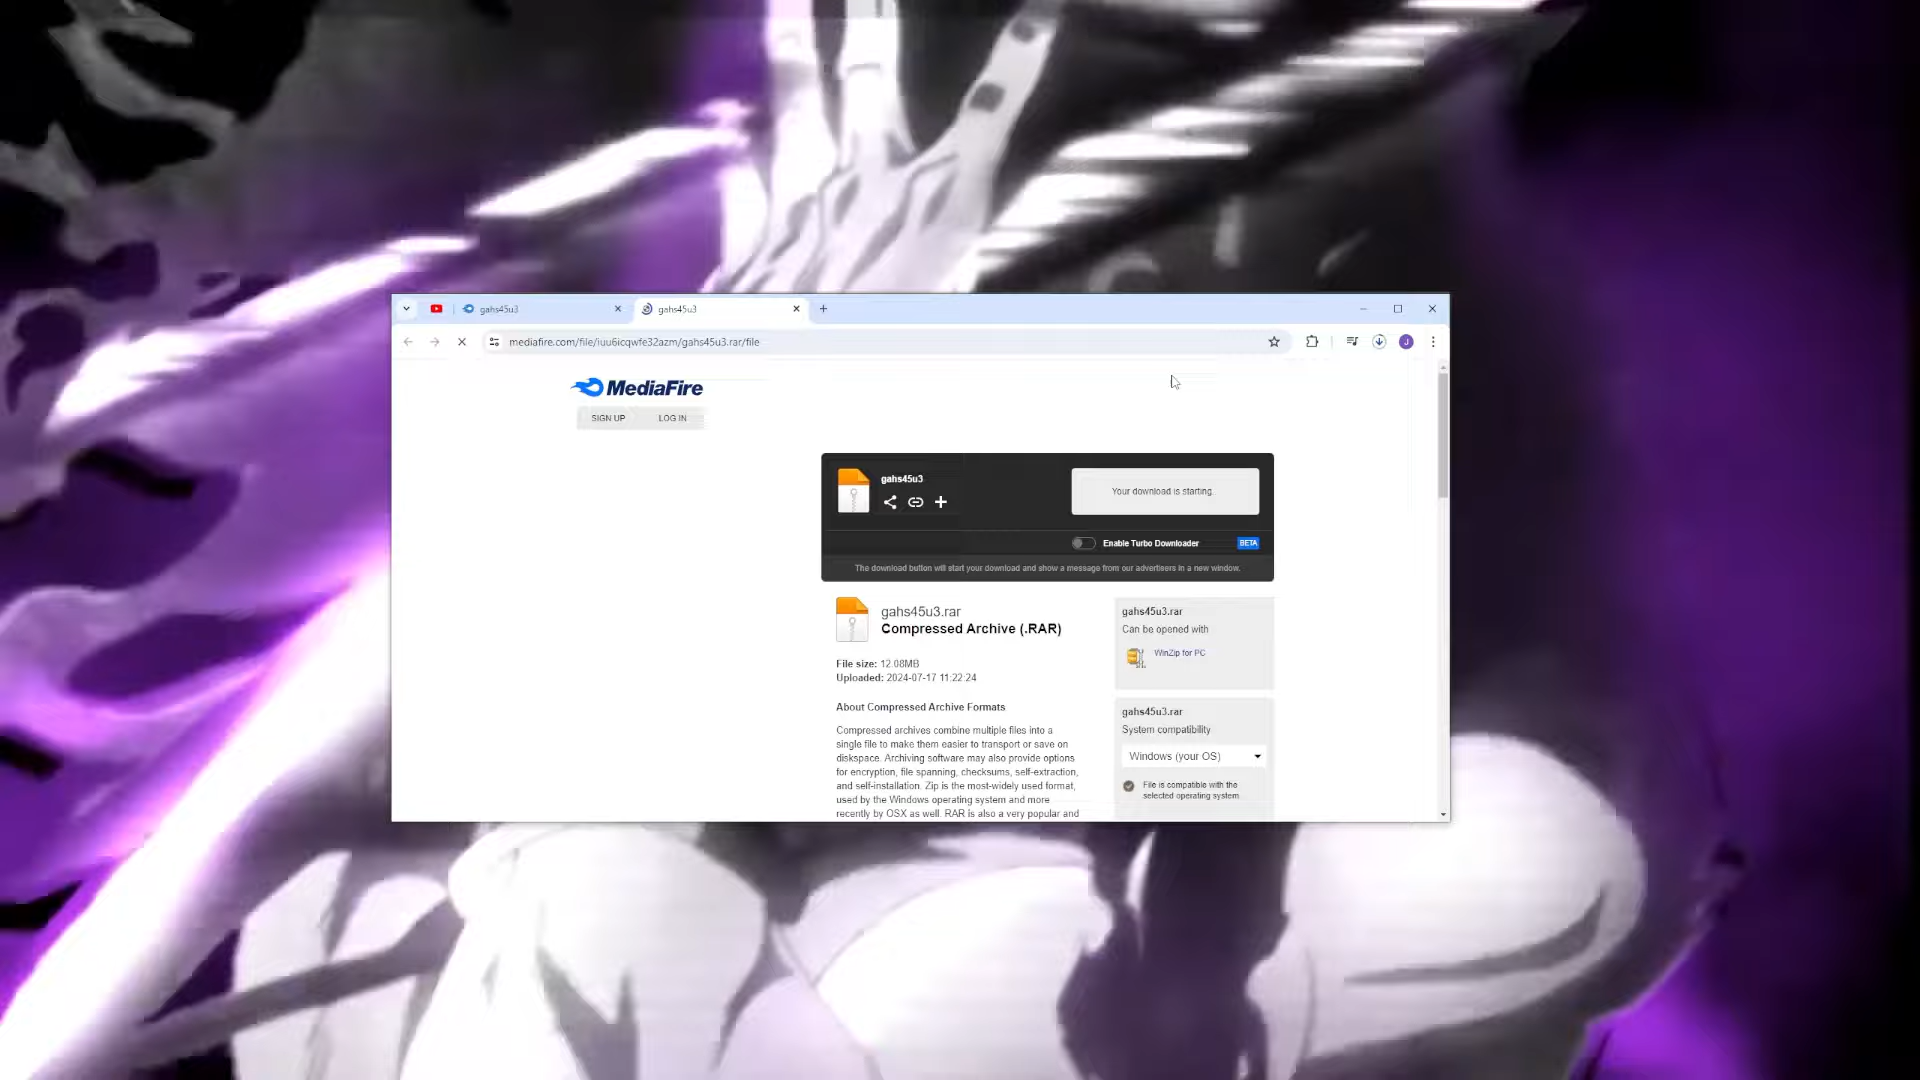 gahs45u3
gahs45u3
mediafire.com/file/iuu6icqwfe32azm/gahs45u3.rar/file
J
MediaFire
SIGN UP
LOG IN
gahs45u3
Your download is starting.
Enable Turbo Downloader
BETA
The download button will start your download and show a message from our advertisers in a new window.
gahs45u3.rar
Compressed Archive (.RAR)
File size: 12.08MB
Uploaded: 2024-07-17 11:22:24
About Compressed Archive Formats
Compressed archives combine multiple files into a
single file to make them easier to transport or save on
diskspace. Archiving software may also provide options
for encryption, file spanning, checksums, self-extraction,
and self-installation. Zip is the most-widely used format,
used by the Windows operating system and more
recently by OSX as well. RAR is also a very popular and
gahs45u3.rar
Can be opened with
WinZip for PC
gahs45u3.rar
System compatibility
Windows (your OS)
File is compatible with the
selected operating system.